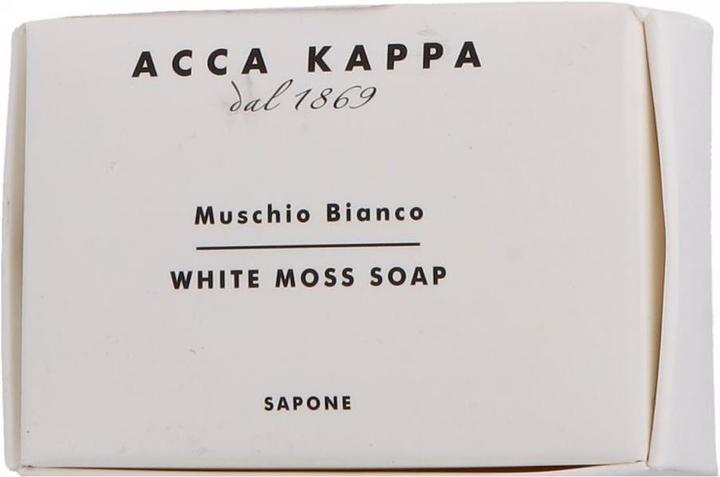 ACCA KAPPA
dal 1869
Muschio Bianco
WHITE MOSS SOAP
SAPONE